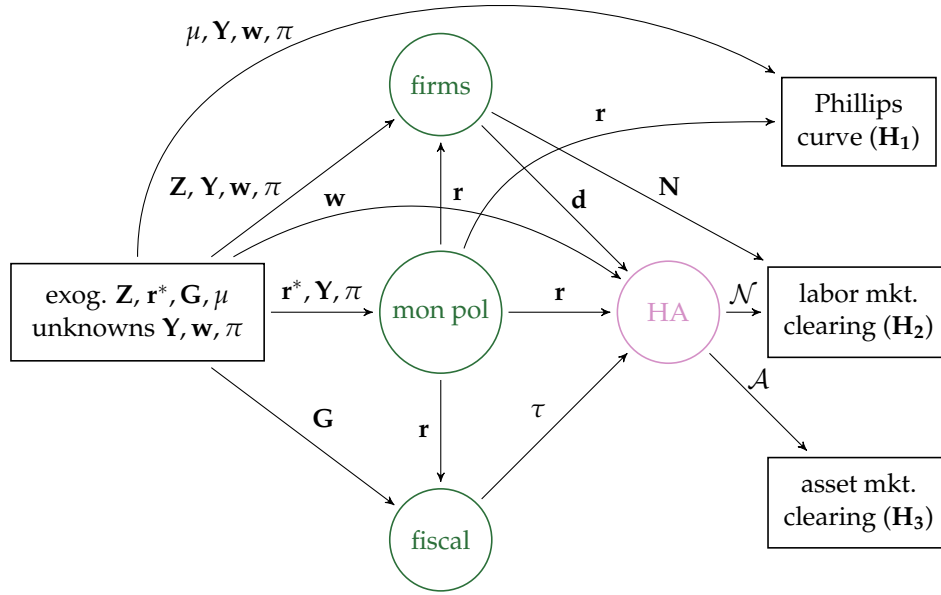 μ, Y, w, π
firms
Phillips
curve (H₁)
r
Z, Y, w, π
w
r
d
N
exog. Z, r*, G, μ
unknowns Y, w, π
r*, Y, π
mon pol
r
HA
𝒩
labor mkt.
clearing (H₂)
𝒜
G
r
τ
fiscal
asset mkt.
clearing (H₃)